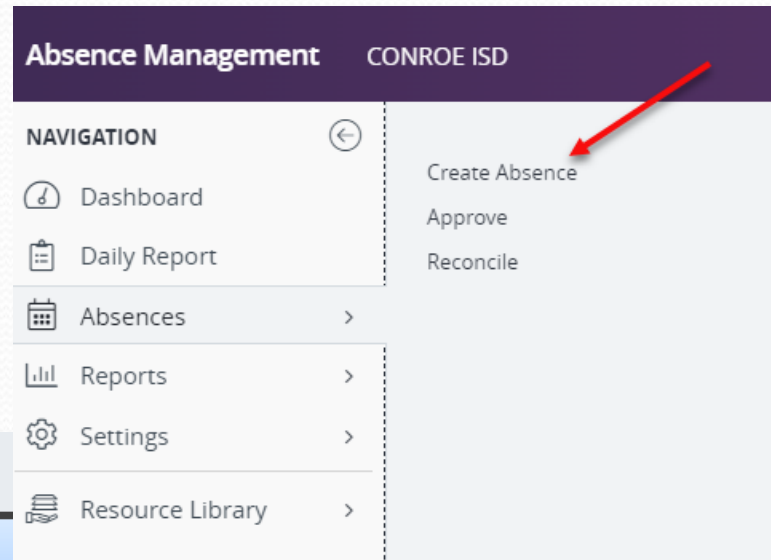 Absence Management CONROE ISD
NAVIGATION
Dashboard
Daily Report
Absences
Reports
Settings
Resource Library
Create Absence
Approve
Reconcile